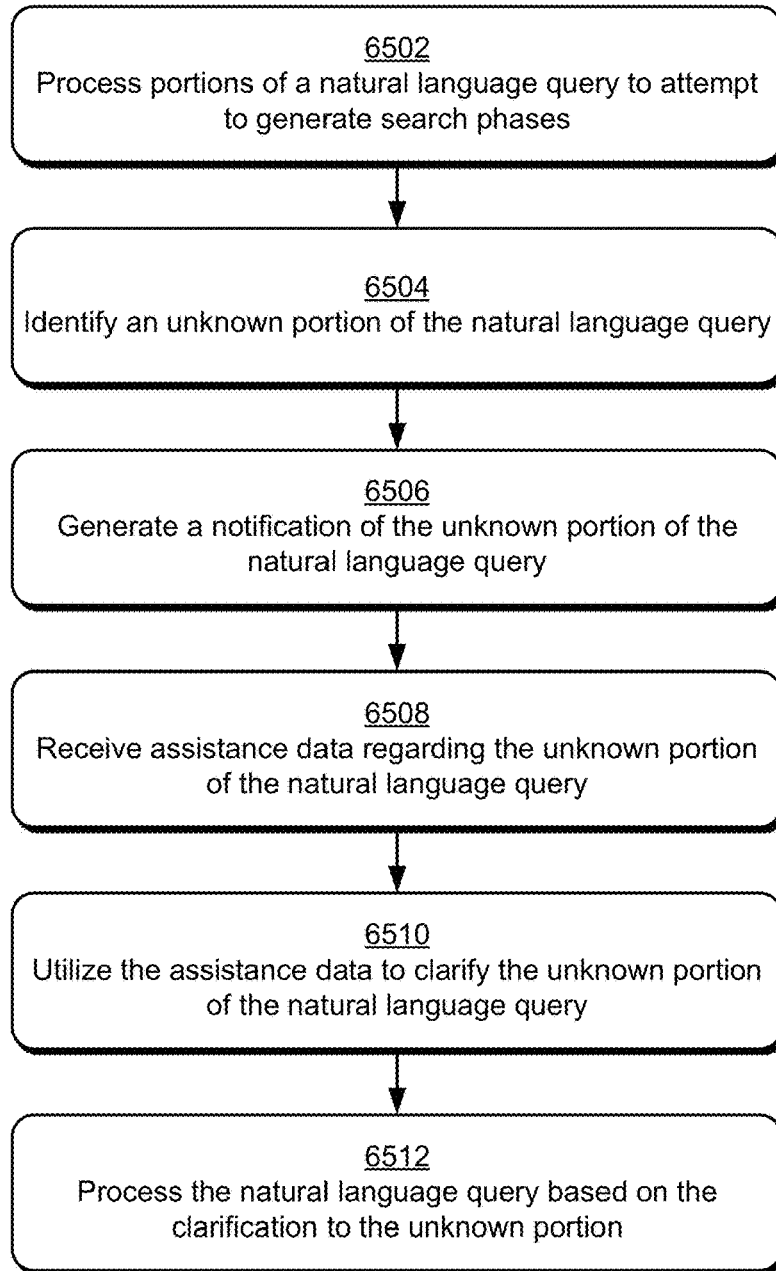 6502
Process portions of a natural language query to attempt
to generate search phases
6504
Identify an unknown portion of the natural language query
6506
Generate a notification of the unknown portion of the
natural language query
6508
Receive assistance data regarding the unknown portion
of the natural language query
6510
Utilize the assistance data to clarify the unknown portion
of the natural language query
6512
Process the natural language query based on the
clarification to the unknown portion